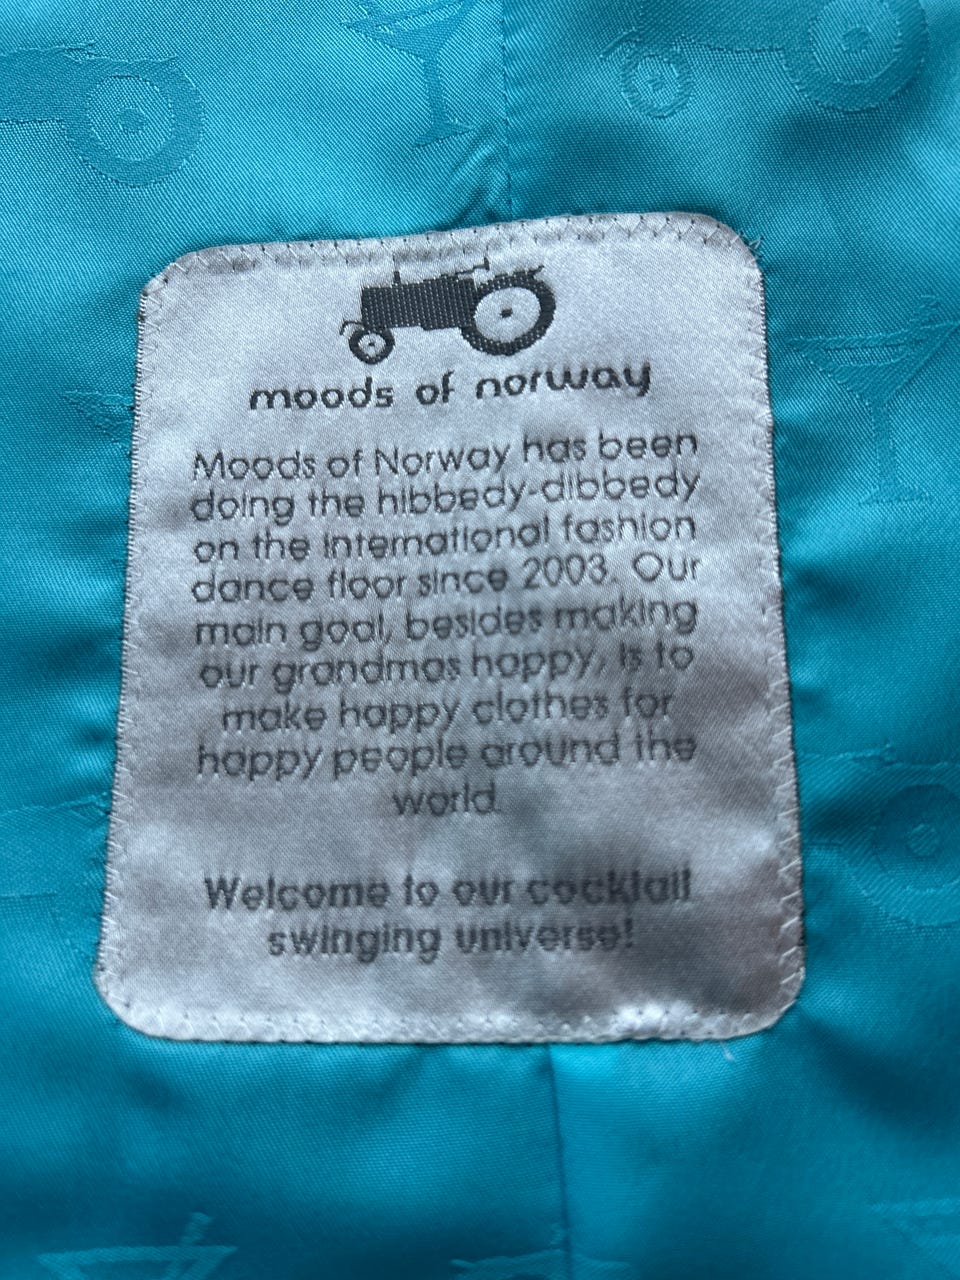 moods of norway
Moods of Norway has been
doing the hibbedy-dibbedy
on the international fashion
dance floor since 2003. Our
main goal, besides making
our grandmas happy, is to
make happy clothes for
happy people around the
world.
Welcome to our cocktail
swinging universe!